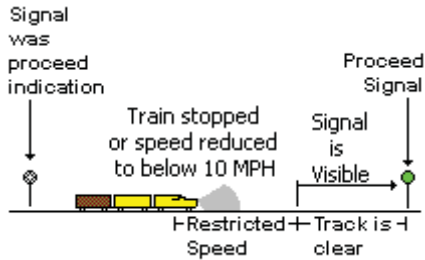 Signal
was
proceed
indication
Train stopped
or speed reduced
to below 10 MPH
Signal
is
Visible
Proceed
Signal
Restricted
Speed
Track is
clear